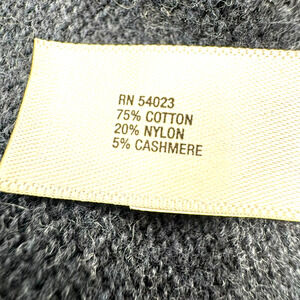 RN 54023
75% COTTON
20% NYLON
5% CASHMERE